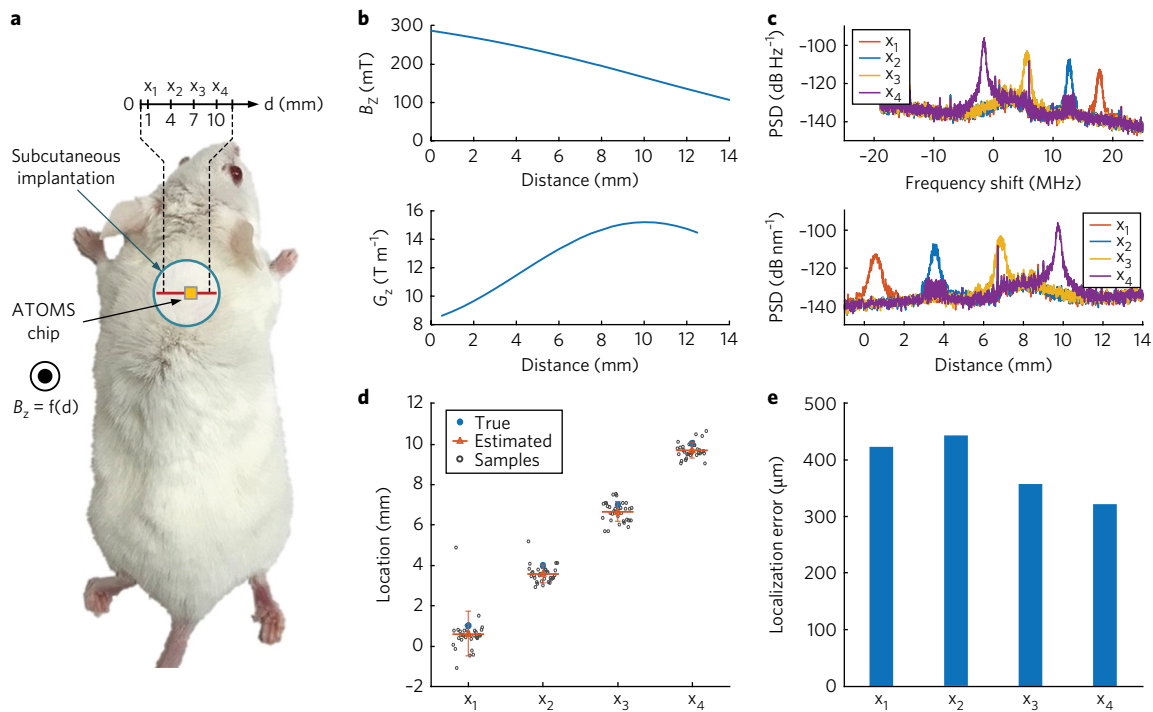 a
x1 x2 x3 x4
0 d (mm)
1 4 7 10
Subcutaneous
implantation
ATOMS
chip
Bz = f(d)
b
300
200
100
0
BZ (mT)
0 2 4 6 8 10 12 14
Distance (mm)
16
14
12
10
8
Gz (T m−1)
0 2 4 6 8 10 12 14
Distance (mm)
c
x1
x2
x3
x4
−100
−120
−140
PSD (dB Hz−1)
−20 −10 0 10 20
Frequency shift (MHz)
x1
x2
x3
x4
−100
−120
−140
PSD (dB nm−1)
0 2 4 6 8 10 12 14
Distance (mm)
d
True
Estimated
Samples
12
10
8
6
4
2
0
−2
Location (mm)
x1 x2 x3 x4
e
500
400
300
200
100
0
Localization error (µm)
x1 x2 x3 x4